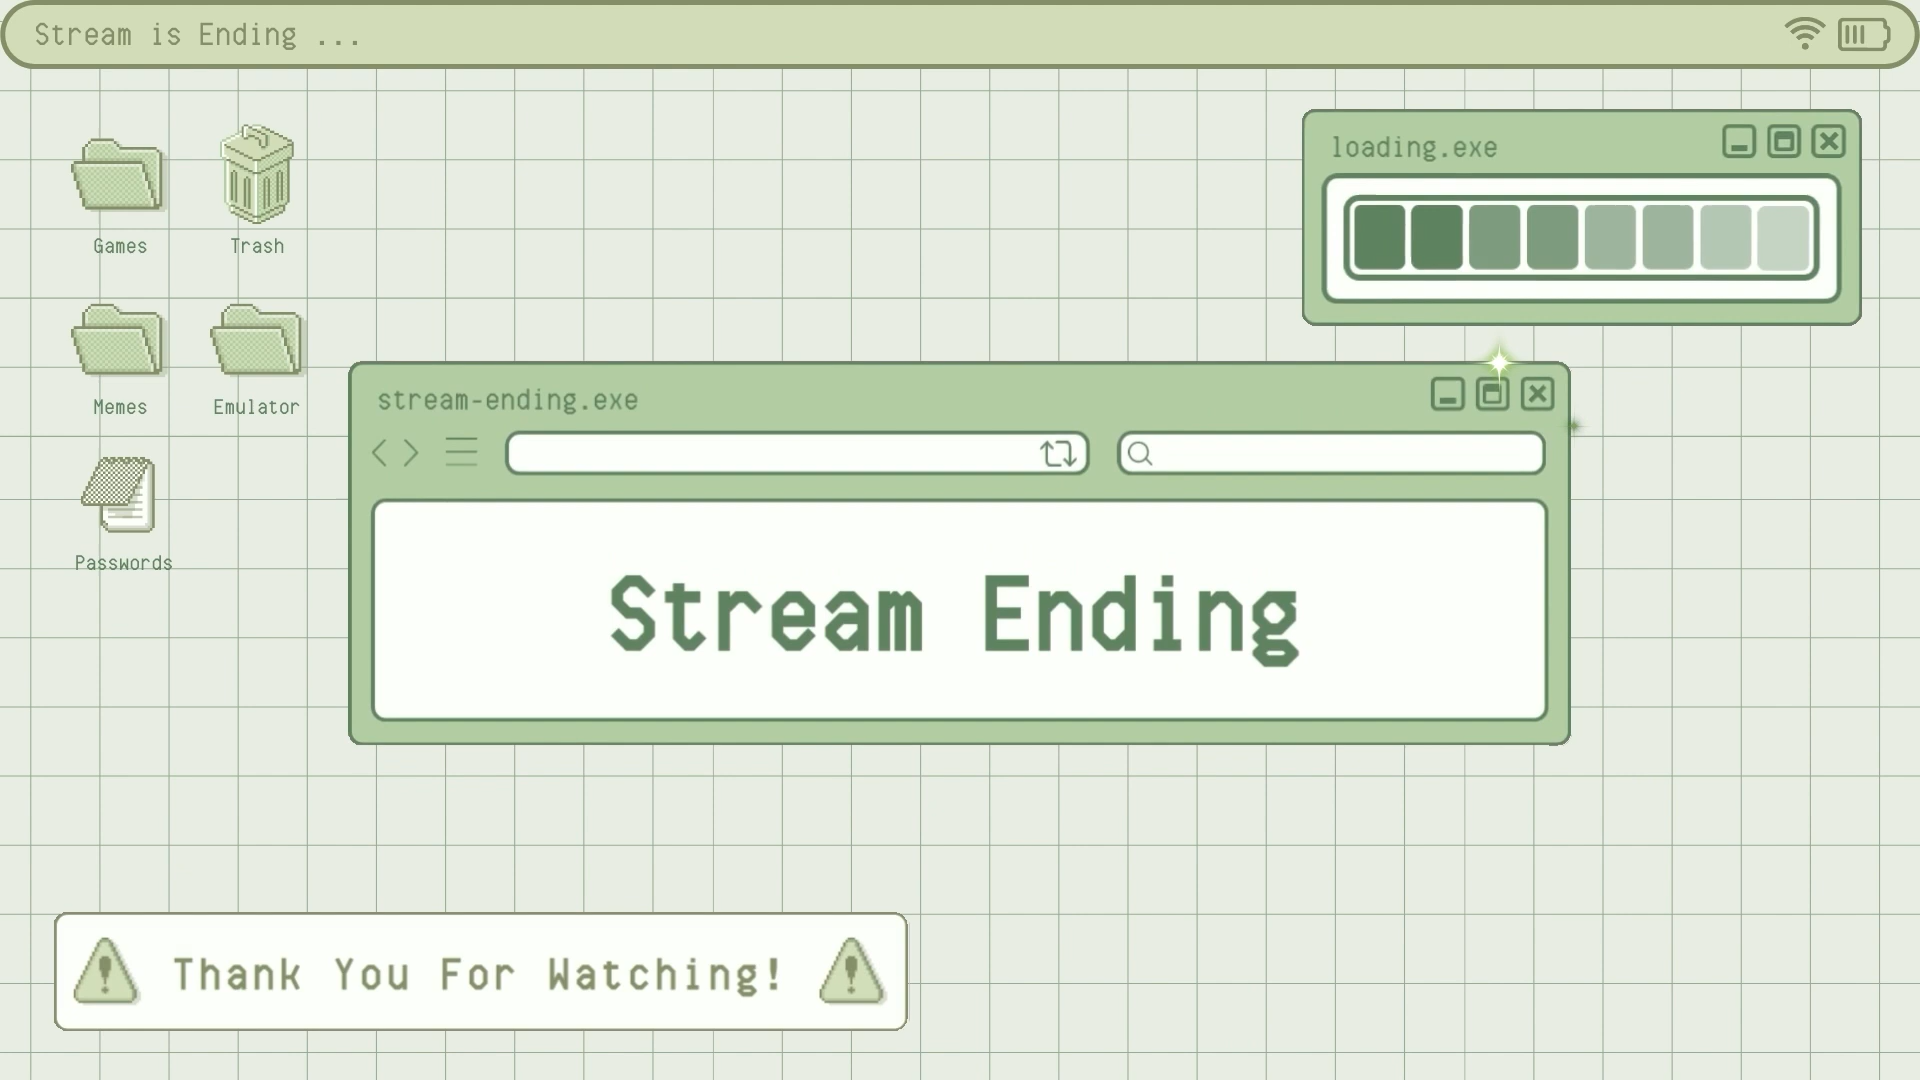 Stream is Ending ...
loading.exe
Games
Trash
Memes
Emulator
stream-ending.exe
Passwords
Stream Ending
Thank You For Watching!